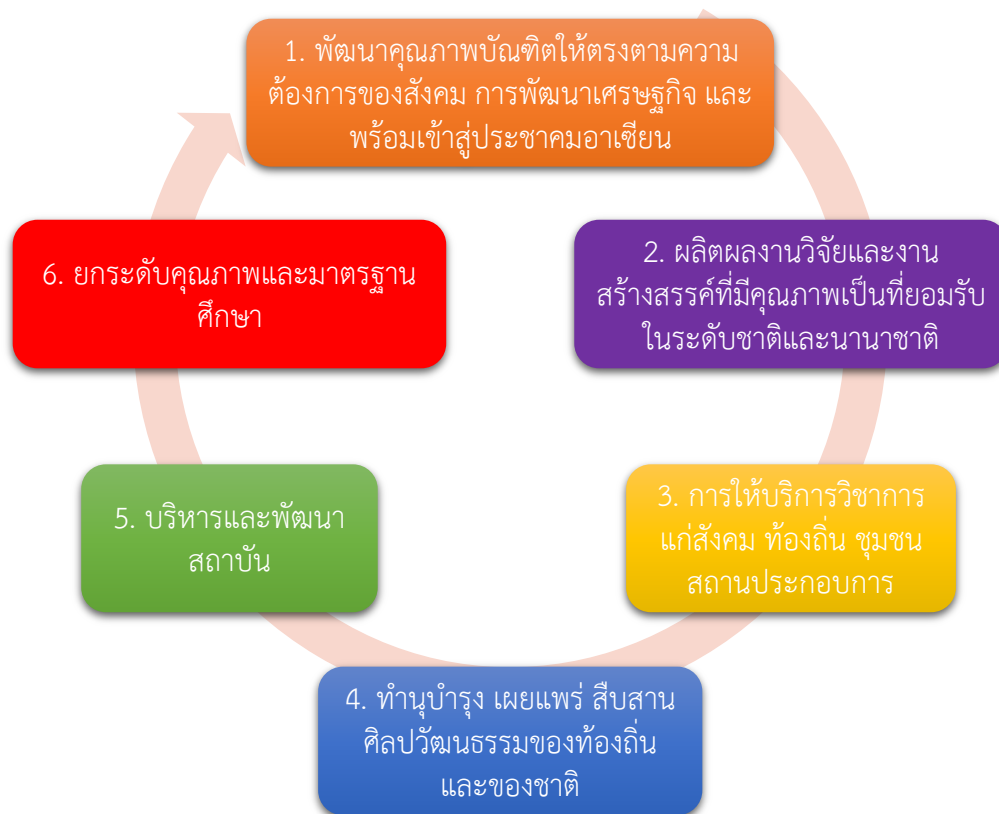 1. พัฒนาคุณภาพบัณฑิตให้ตรงตามความ
ต้องการของสังคม การพัฒนาเศรษฐกิจ และ
พร้อมเข้าสู่ประชาคมอาเซียน
2. ผลิตผลงานวิจัยและงาน
สร้างสรรค์ที่มีคุณภาพเป็นที่ยอมรับ
ในระดับชาติและนานาชาติ
3. การให้บริการวิชาการ
แก่สังคม ท้องถิ่น ชุมชน
สถานประกอบการ
4. ทำนุบำรุง เผยแพร่ สืบสาน
ศิลปวัฒนธรรมของท้องถิ่น
และของชาติ
5. บริหารและพัฒนา
สถาบัน
6. ยกระดับคุณภาพและมาตรฐาน
ศึกษา